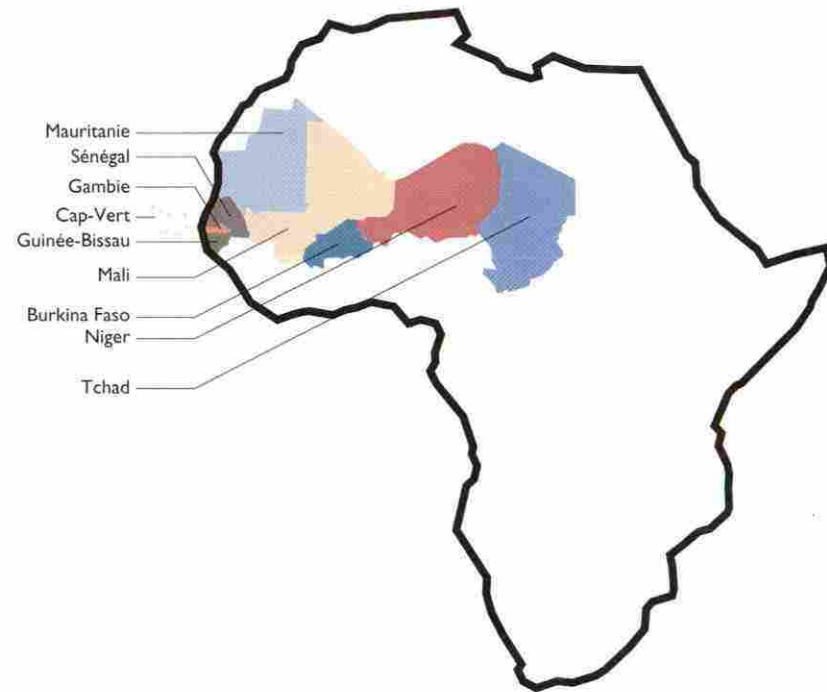 Mauritanie
Sénégal
Gambie
Cap-Vert
Guinée-Bissau
Mali
Burkina Faso
Niger
Tchad